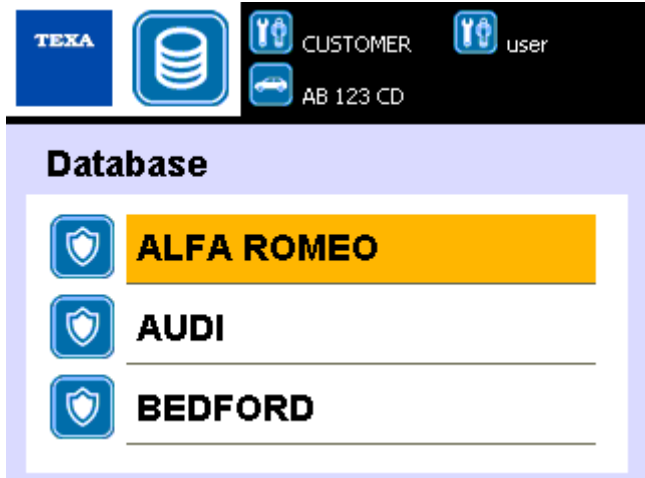 TEXA
CUSTOMER
user
AB 123 CD
Database
ALFA ROMEO
AUDI
BEDFORD